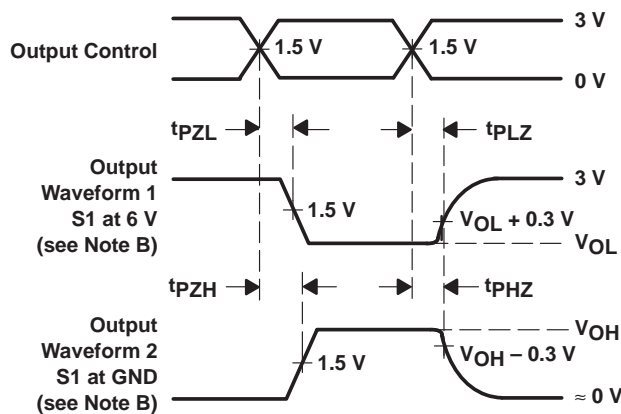 3 V
Output Control
1.5 V
1.5 V
0 V
tPZL
tPLZ
Output
Waveform 1
S1 at 6 V
(see Note B)
3 V
1.5 V
VOL + 0.3 V
VOL
tPZH
tPHZ
Output
Waveform 2
S1 at GND
(see Note B)
VOH
1.5 V
VOH − 0.3 V
≈ 0 V